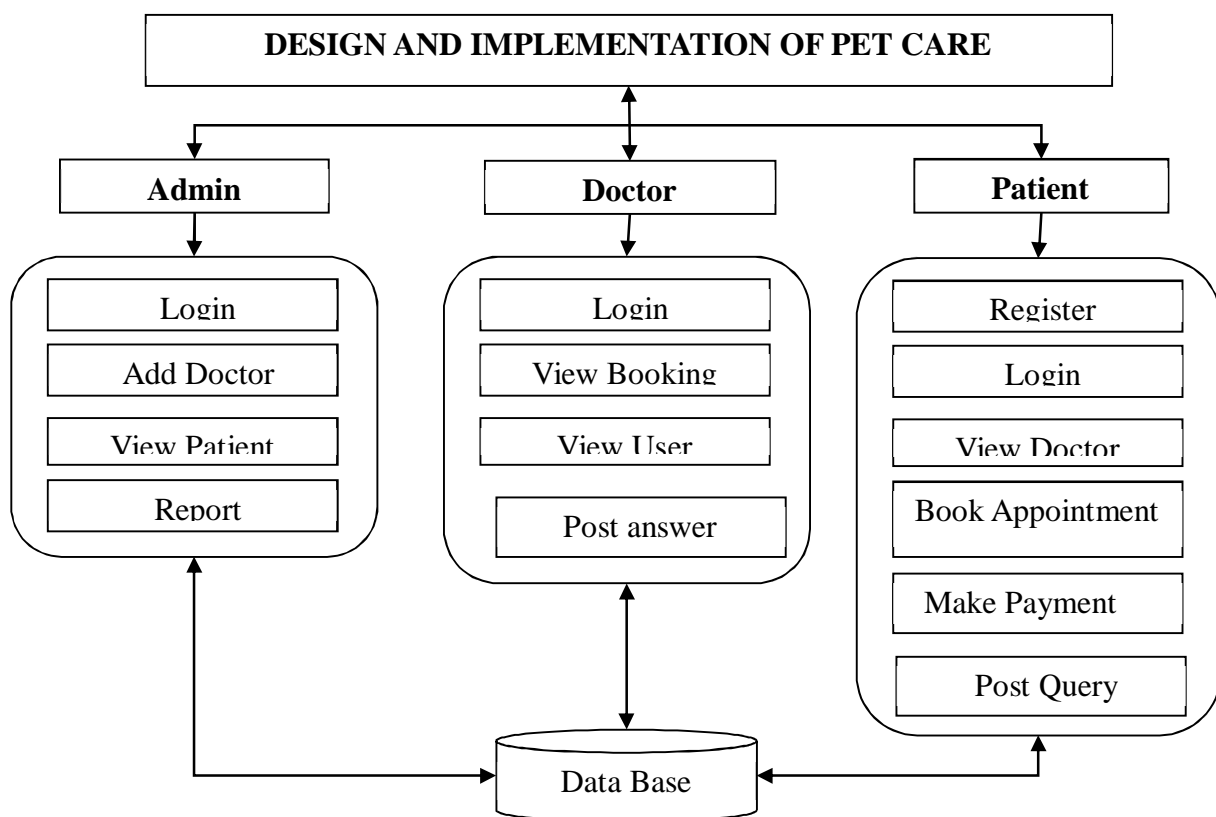 DESIGN AND IMPLEMENTATION OF PET CARE
Admin
Doctor
Patient
Login
Add Doctor
View Patient
Report
Login
View Booking
View User
Post answer
Register
Login
View Doctor
Book Appointment
Make Payment
Post Query
Data Base